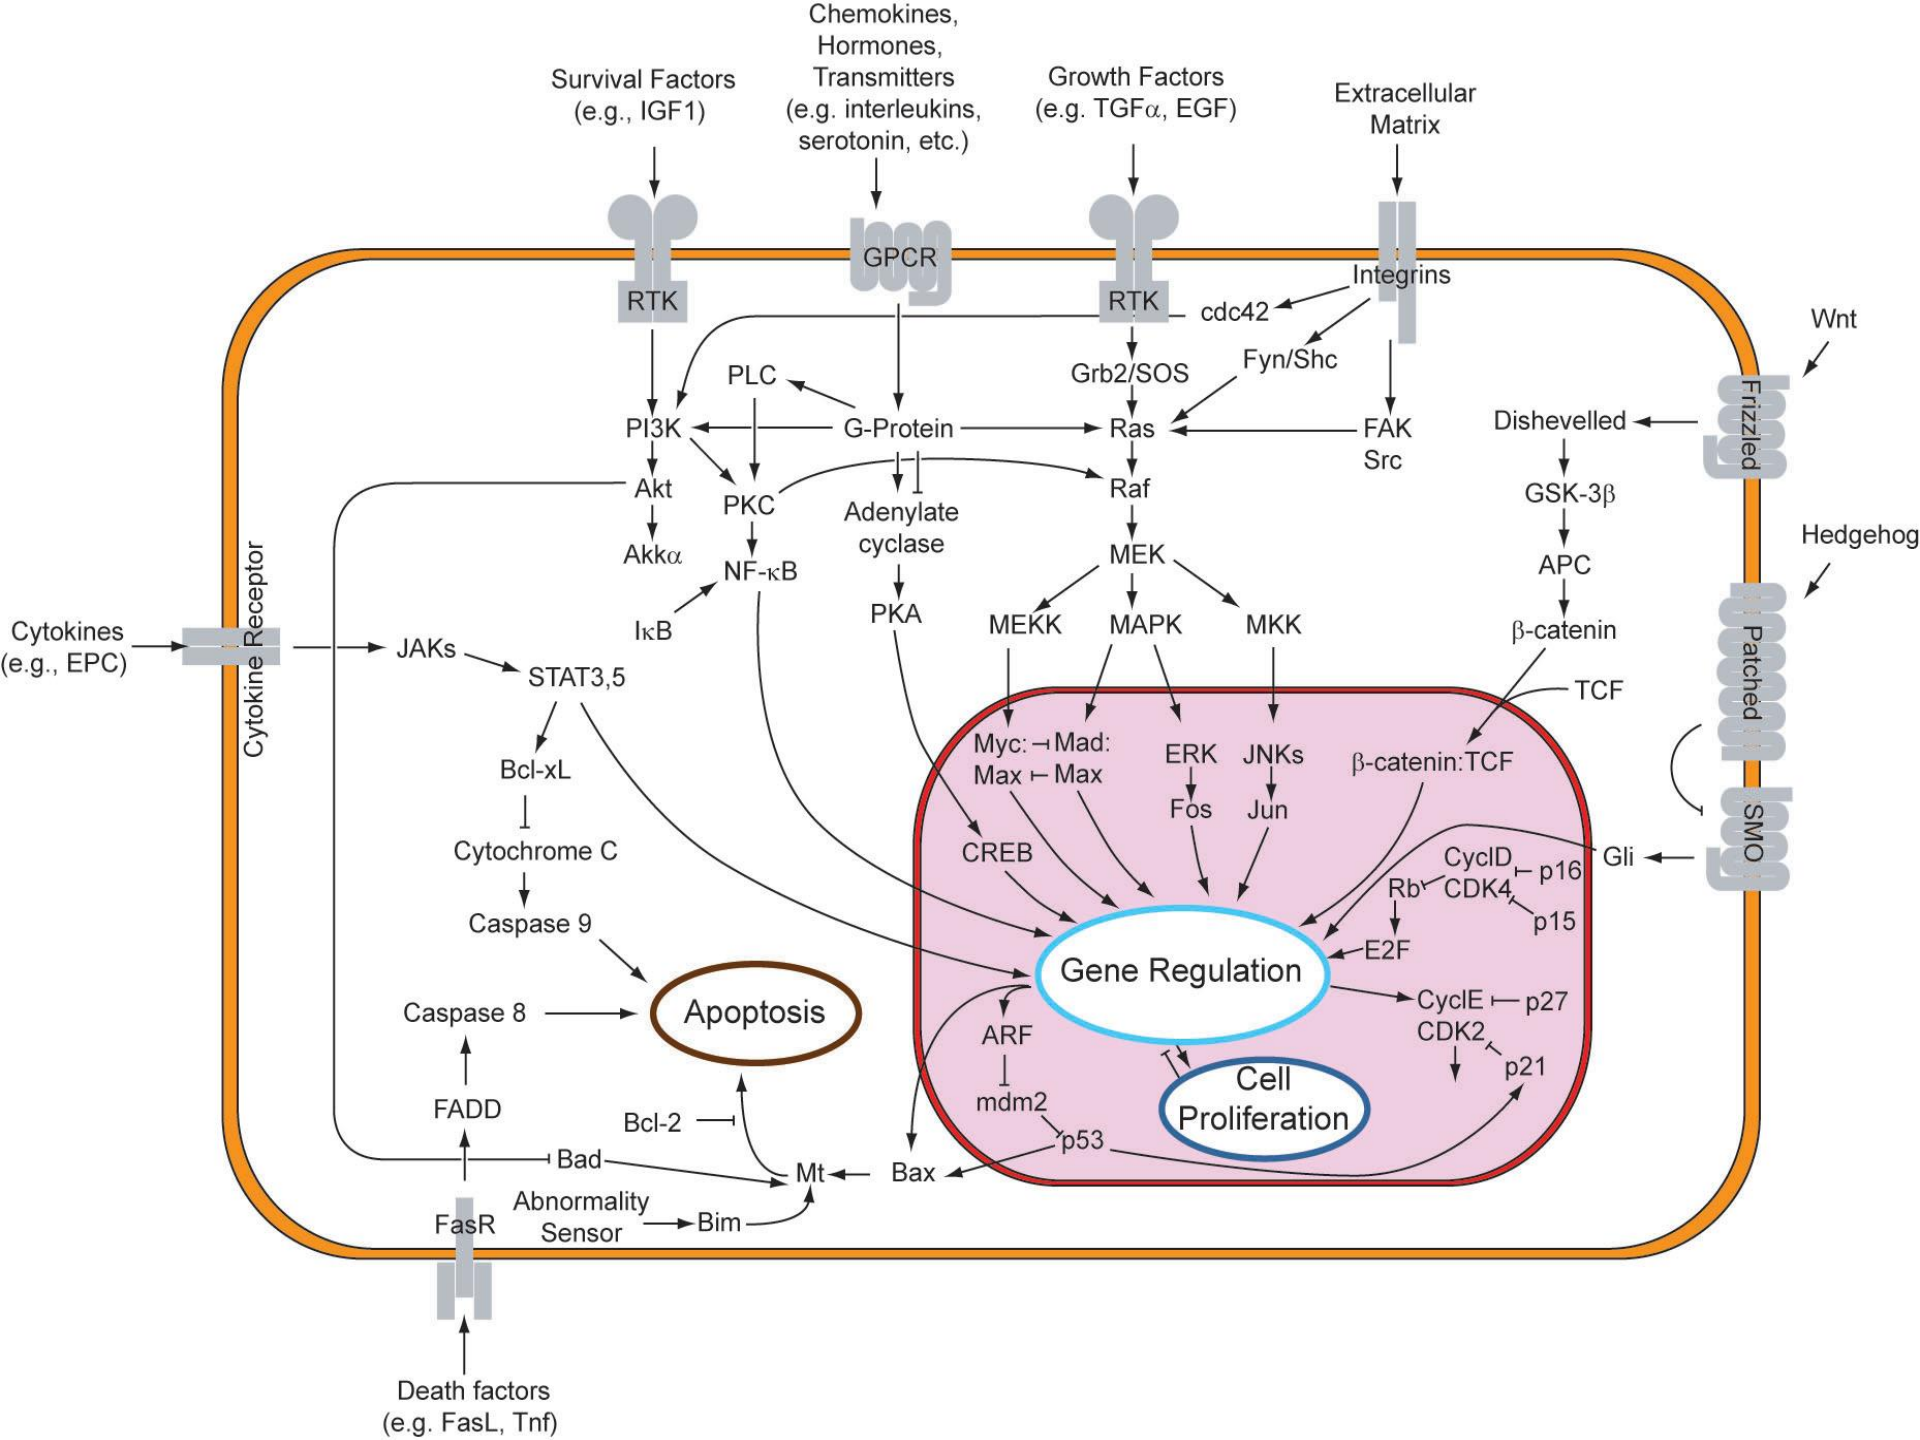 Chemokines,
Hormones,
Transmitters
(e.g. interleukins,
serotonin, etc.)
Survival Factors
(e.g., IGF1)
Growth Factors
(e.g. TGFα, EGF)
Extracellular
Matrix
RTK
GPCR
RTK
Integrins
cdc42
Wnt
Fyn/Shc
PLC
Grb2/SOS
Frizzled
PI3K
G-Protein
Ras
FAK
Src
Dishevelled
Akt
PKC
Raf
GSK-3β
Adenylate
cyclase
Hedgehog
Akkα
NF-κB
MEK
APC
PKA
IκB
MEKK
MAPK
MKK
β-catenin
Cytokines
(e.g., EPC)
Cytokine Receptor
JAKs
STAT3,5
Patched
TCF
Myc:
Mad:
Max
Max
ERK
JNKs
β-catenin:TCF
Bcl-xL
Fos
Jun
SMO
Cytochrome C
CREB
CyclD
CDK4
p16
Gli
Rb
p15
Caspase 9
E2F
Gene Regulation
CyclE
CDK2
p27
Caspase 8
Apoptosis
ARF
p21
Cell
Proliferation
FADD
mdm2
Bcl-2
p53
Bad
Mt
Bax
Abnormality
Sensor
Bim
FasR
Death factors
(e.g. FasL, Tnf)